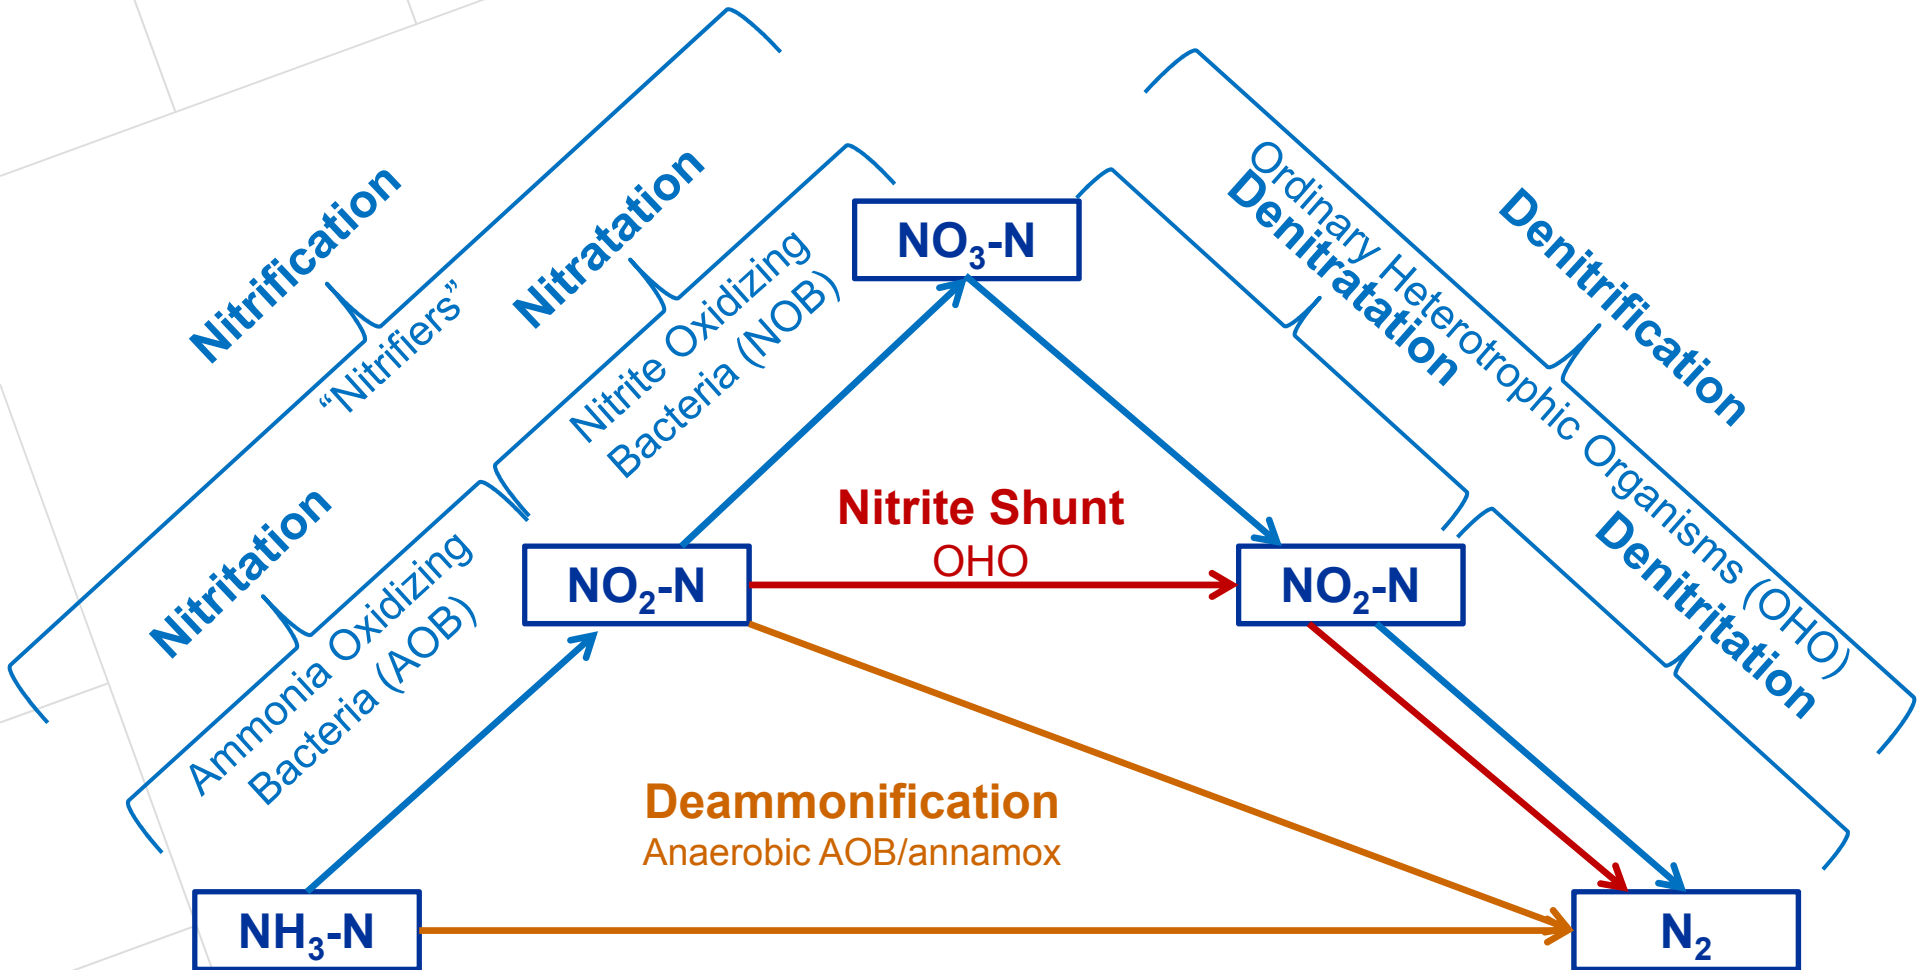 Nitrification
“Nitrifiers”
Nitratation
Nitrite Oxidizing
Bacteria (NOB)
Nitritation
Ammonia Oxidizing
Bacteria (AOB)
NO₃-N
Ordinary Heterotrophic Organisms (OHO)
Denitratation
Denitrification
Denitritation
Nitrite Shunt
OHO
NO₂-N
NO₂-N
Deammonification
Anaerobic AOB/annamox
NH₃-N
N₂